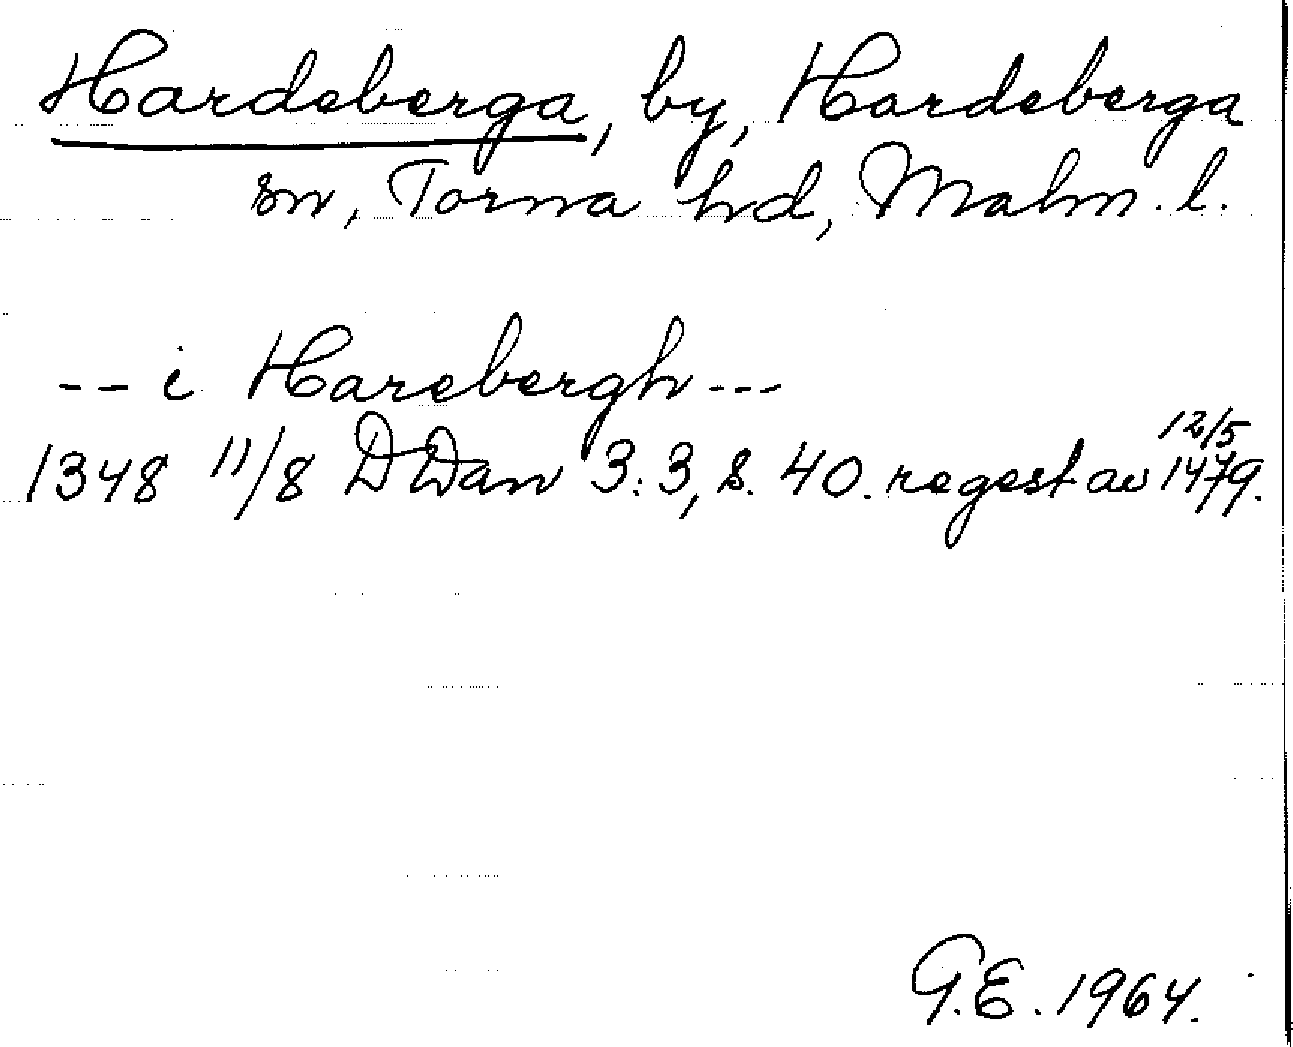 Hardeberga, by, Hardeberga
sn, Torna hd, Malm. l.
-- i Harebergh ---
1348 11/8 DDan 3:3, s. 40. regest av 12/5 1479.
G.E. 1964.